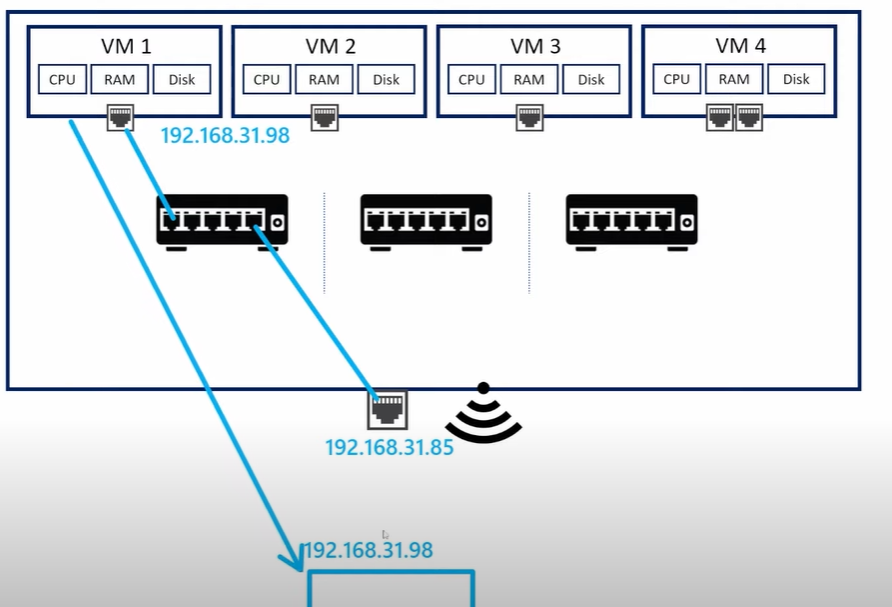 VM 1
CPU
RAM
Disk
VM 2
CPU
RAM
Disk
VM 3
CPU
RAM
Disk
VM 4
CPU
RAM
Disk
192.168.31.98
192.168.31.85
192.168.31.98